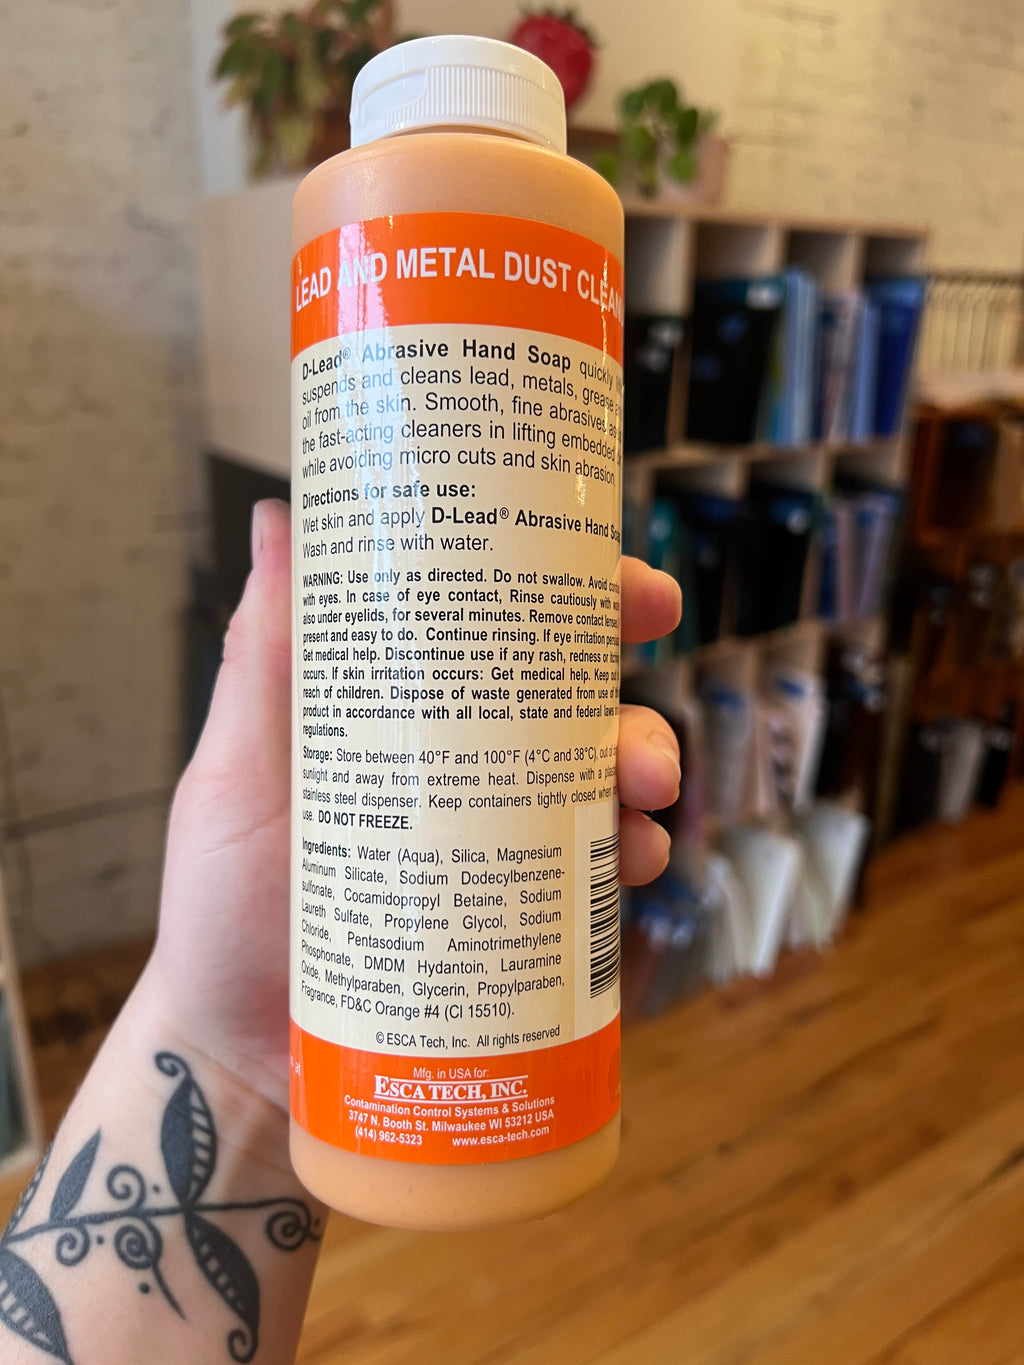 LEAD AND METAL DUST
D-Lead® Abrasive Hand Soap quickly
suspends and cleans lead, metals, grease
oil from the skin. Smooth, fine abrasives
the fast-acting cleaners in lifting embedded
while avoiding micro cuts and skin abrasion.
Directions for safe use:
Wet skin and apply D-Lead® Abrasive Hand
Wash and rinse with water.
WARNING: Use only as directed. Do not swallow. Avoid
with eyes. In case of eye contact, Rinse cautiously with
also under eyelids, for several minutes. Remove contact lenses,
present and easy to do. Continue rinsing. If eye irritation
Get medical help. Discontinue use if any rash, redness or
occurs. If skin irritation occurs: Get medical help. Keep
reach of children. Dispose of waste generated from use of
product in accordance with all local, state and federal laws
regulations.
Storage: Store between 40°F and 100°F (4°C and 38°C), out of
sunlight and away from extreme heat. Dispense with a
stainless steel dispenser. Keep containers tightly closed when
use. DO NOT FREEZE.
Ingredients: Water (Aqua), Silica, Magnesium
Aluminum Silicate, Sodium Dodecylbenzene-
sulfonate, Cocamidopropyl Betaine, Sodium
Laureth Sulfate, Propylene Glycol, Sodium
Chloride, Pentasodium Aminotrimethylene
Phosphonate, DMDM Hydantoin, Lauramine
Oxide, Methylparaben, Glycerin, Propylparaben,
Fragrance, FD&C Orange #4 (CI 15510).
© ESCA Tech, Inc. All rights reserved
Mfg. in USA for:
ESCA TECH, INC.
Contamination Control Systems & Solutions
3747 N. Booth St. Milwaukee WI 53212 USA
(414) 962-5323 www.esca-tech.com